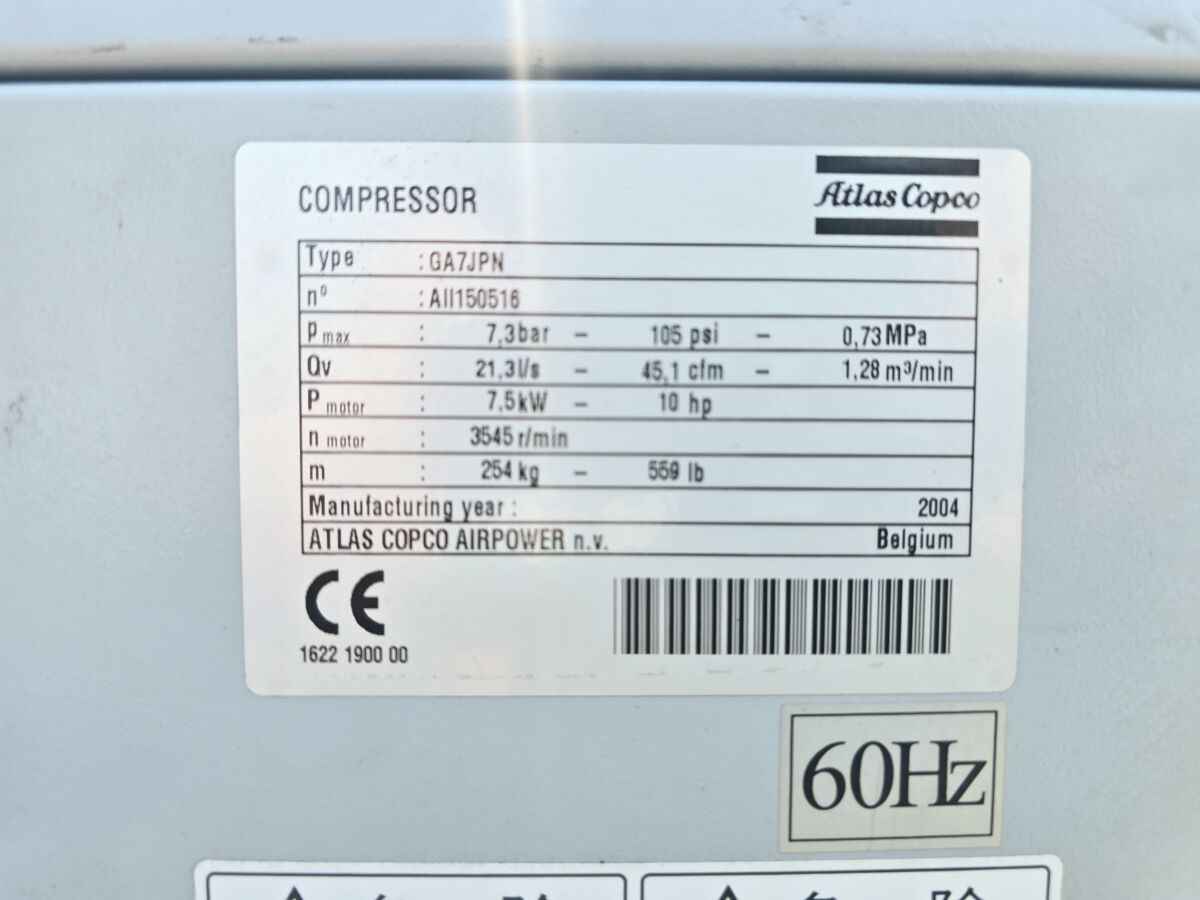 COMPRESSOR
Atlas Copco
Type : GA7JPN
nº : AII150516
P max : 7,3bar – 105 psi – 0,73MPa
Qv : 21,3l/s – 45,1 cfm – 1,28 m³/min
P motor : 7,5kW – 10 hp
n motor : 3545 r/min
m : 254 kg – 559 lb
Manufacturing year : 2004
ATLAS COPCO AIRPOWER n.v. Belgium
CE
1622 1900 00
60Hz